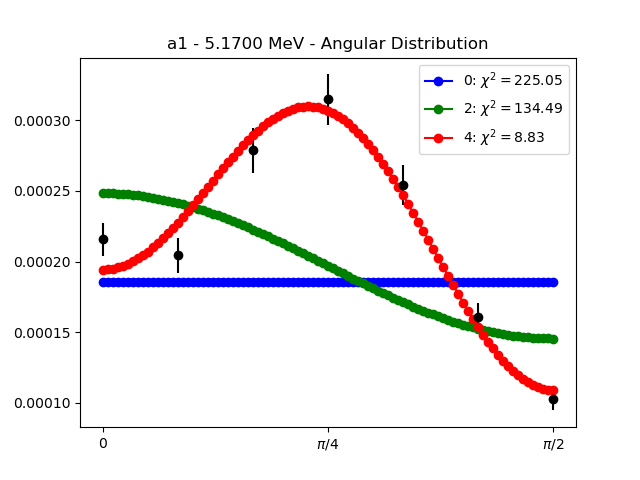 a1 - 5.1700 MeV - Angular Distribution
0: χ² = 225.05
2: χ² = 134.49
4: χ² = 8.83
0.00030
0.00025
0.00020
0.00015
0.00010
0
π/4
π/2